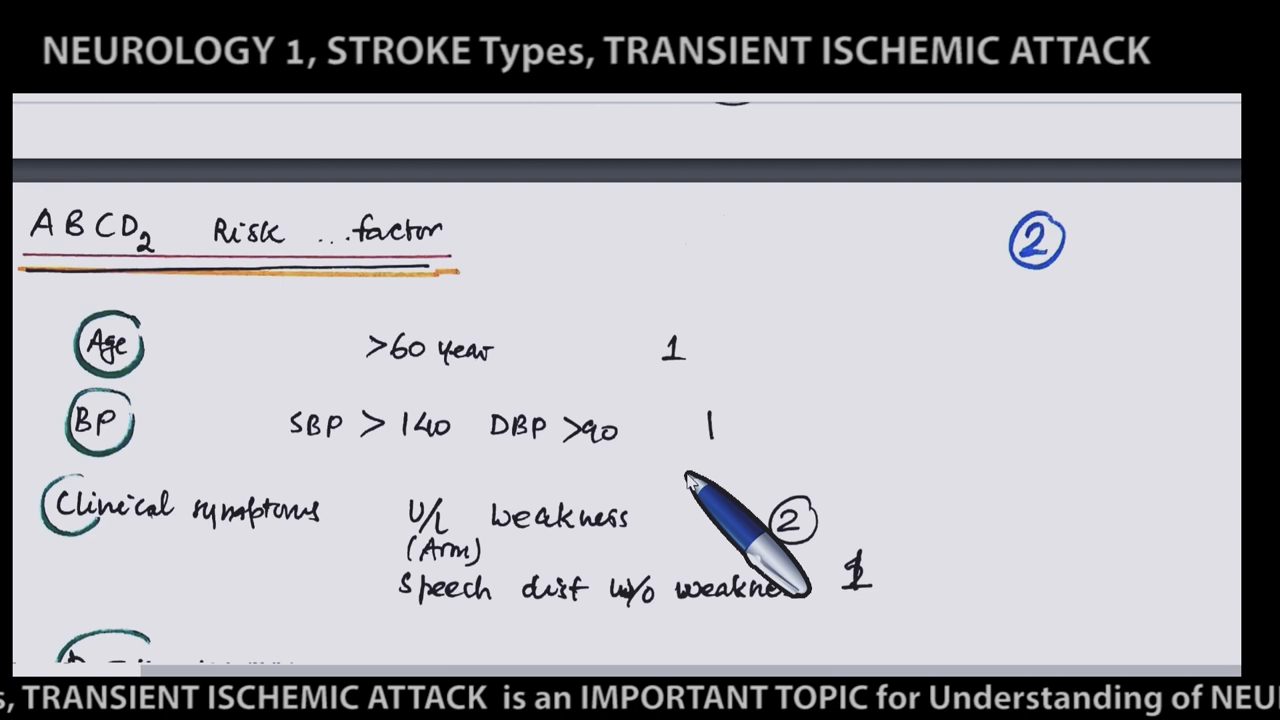 NEUROLOGY 1, STROKE Types, TRANSIENT ISCHEMIC ATTACK
ABCD₂ Risk ...factor
2
Age >60 year 1
BP SBP > 140 DBP >90 1
Clinical symptoms U/L weakness 2
(Arm)
Speech dist w/o weakne 1
s, TRANSIENT ISCHEMIC ATTACK is an IMPORTANT TOPIC for Understanding of NEU